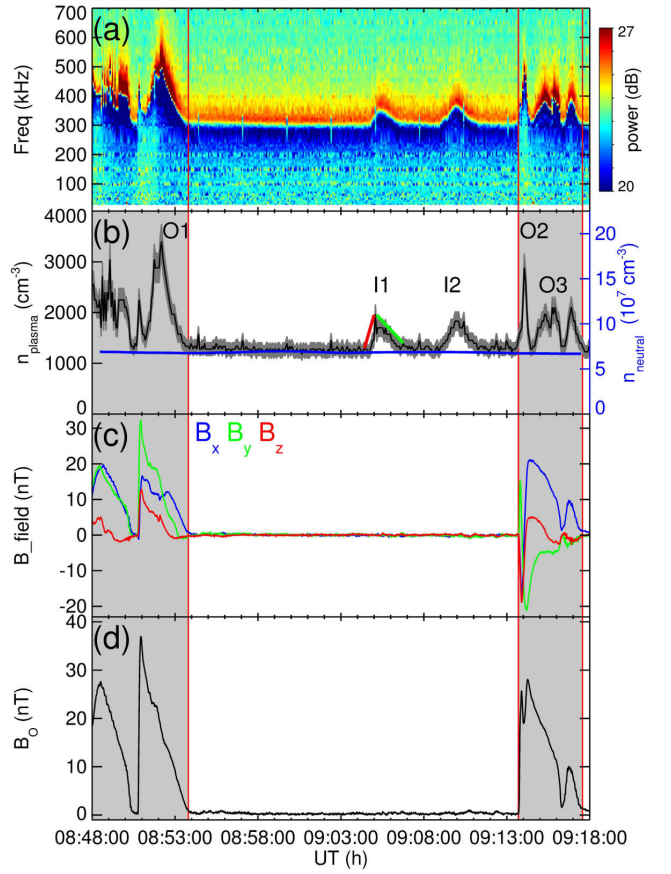 (a)
700
600
500
400
300
200
100
Freq (kHz)
27
20
power (dB)
(b)
O1
I1
I2
O2
O3
4000
3000
2000
1000
0
n_plasma (cm⁻³)
20
15
10
5
0
n_neutral (10⁷ cm⁻³)
(c)
B_x B_y B_z
30
20
10
0
-10
-20
B_field (nT)
(d)
40
30
20
10
0
B_O (nT)
08:48:00 08:53:00 08:58:00 09:03:00 09:08:00 09:13:00 09:18:00
UT (h)